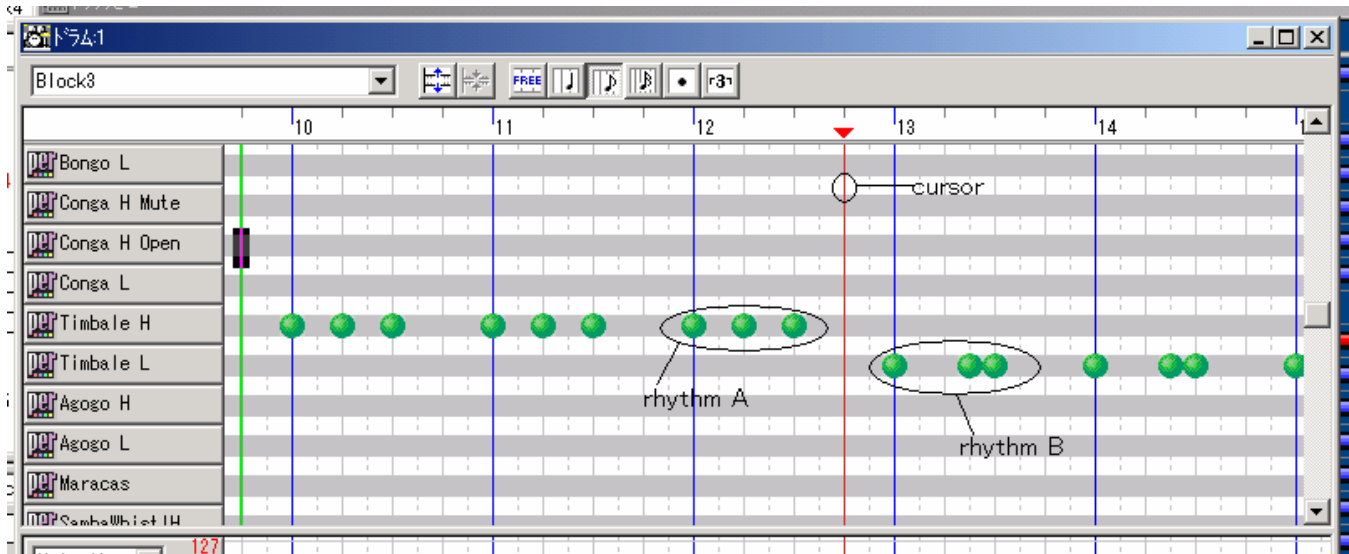 ドラム:1
Block3
FREE
r3┐
10 11 12 13 14
Bongo L
cursor
Conga H Mute
Conga H Open
Conga L
Timbale H
Timbale L
rhythm A
Agogo H
rhythm B
Agogo L
Maracas
SambaWhistlH
127